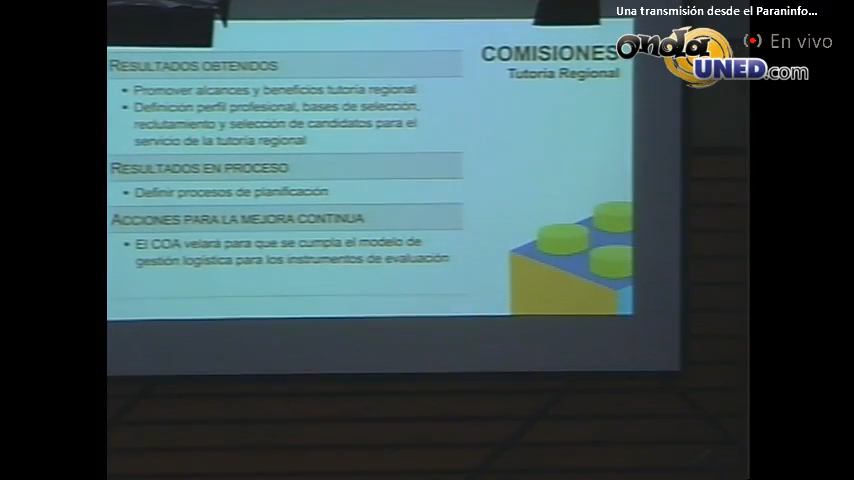 Una transmisión desde el Paraninfo...
onda
UNED.com
En vivo
COMISIONES
Tutoría Regional
RESULTADOS OBTENIDOS
• Promover alcances y beneficios tutoría regional
• Definición perfil profesional, bases de selección,
reclutamiento y selección de candidatos para el
servicio de la tutoría regional
RESULTADOS EN PROCESO
• Definir procesos de planificación
ACCIONES PARA LA MEJORA CONTINUA
• El COA velará para que se cumpla el modelo de
gestión logística para los instrumentos de evaluación